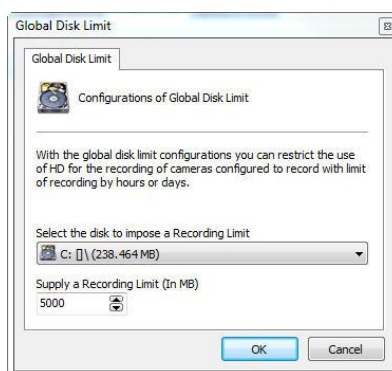 Global Disk Limit
Global Disk Limit
Configurations of Global Disk Limit
With the global disk limit configurations you can restrict the use
of HD for the recording of cameras configured to record with limit
of recording by hours or days.
Select the disk to impose a Recording Limit
C: []\ (238.464 MB)
Supply a Recording Limit (In MB)
5000
OK
Cancel